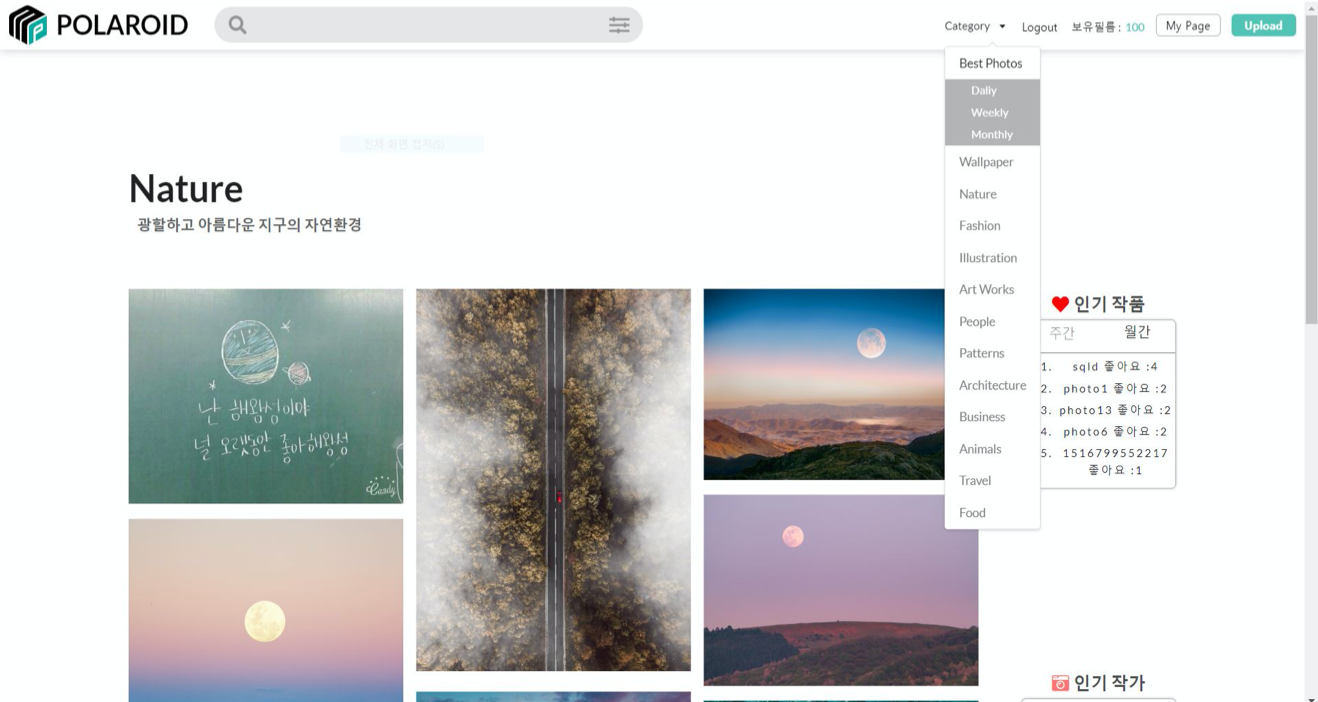 POLAROID
Category
Logout
보유필름 : 100
My Page
Upload
Best Photos
Daliy
Weekly
Monthly
Wallpaper
Nature
Fashion
Illustration
Art Works
People
Patterns
Architecture
Business
Animals
Travel
Food
전체 화면 캡처(S)
Nature
광할하고 아름다운 지구의 자연환경
난 해왕성이야
널 오랫동안 좋아해왕성
Candy
인기 작품
주간 월간
1. sqld 좋아요 :4
2. photo1 좋아요 :2
3. photo13 좋아요 :2
4. photo6 좋아요 :2
5. 1516799552217
좋아요 :1
인기 작가